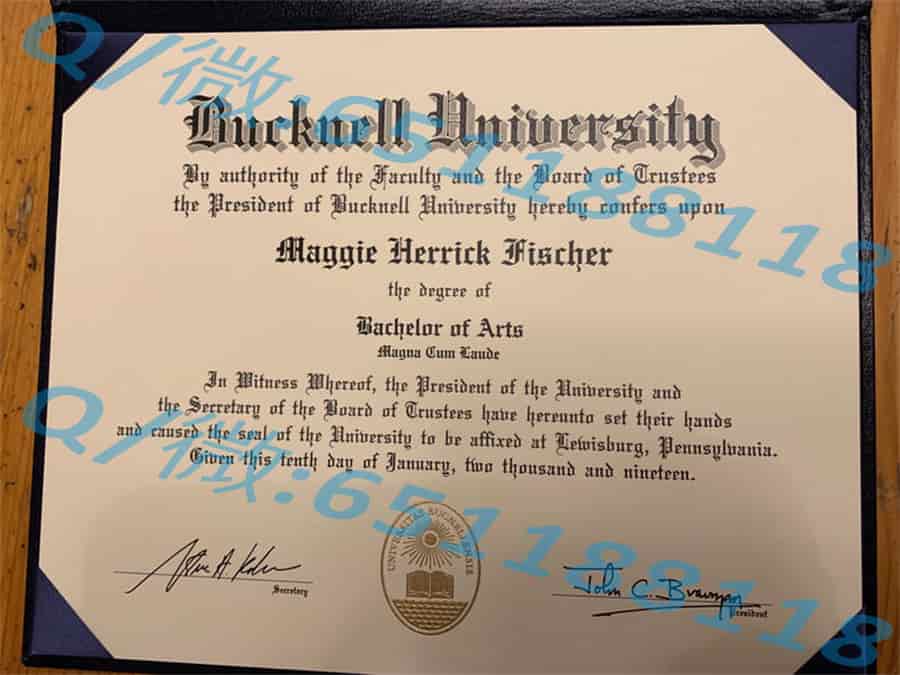 Bucknell University
By authority of the Faculty and the Board of Trustees
the President of Bucknell University hereby confers upon
Maggie Herrick Fischer
the degree of
Bachelor of Arts
Magna Cum Laude
In Witness Whereof, the President of the University and
the Secretary of the Board of Trustees have hereunto set their hands
and caused the seal of the University to be affixed at Lewisburg, Pennsylvania.
Given this tenth day of January, two thousand and nineteen.
UNIVERSITAS BUCNELLENSIS
Secretary
John C.
President
Q/微:651188118
Q/微:651188118